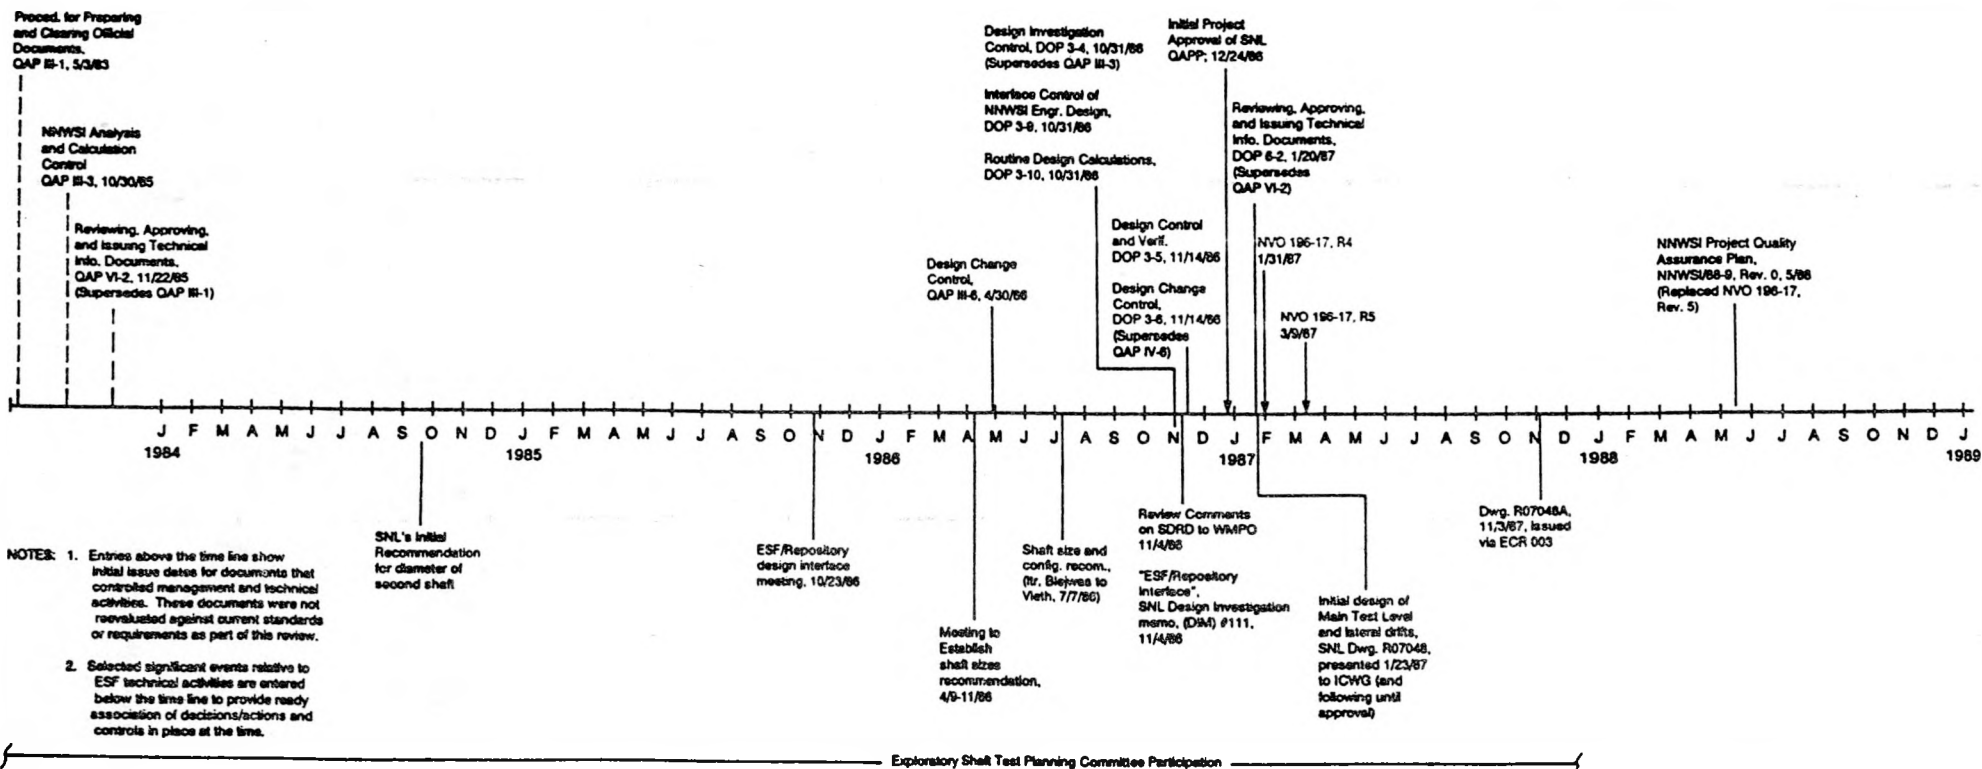 Proced. for Preparing
and Clearing Official
Documents,
QAP III-1, 5/3/83
NNWSI Analysis
and Calculation
Control
QAP III-3, 10/30/85
Reviewing, Approving,
and Issuing Technical
Info. Documents,
QAP VI-2, 11/22/85
(Supersedes QAP III-1)
Design Change
Control,
QAP III-6, 4/30/86
Design Investigation
Control, DOP 3-4, 10/31/86
(Supersedes QAP III-3)
Interface Control of
NNWSI Engr. Design,
DOP 3-9, 10/31/86
Routine Design Calculations,
DOP 3-10, 10/31/86
Design Control
and Verif.
DOP 3-5, 11/14/86
Design Change
Control,
DOP 3-6, 11/14/86
(Supersedes
QAP IV-6)
Initial Project
Approval of SNL
QAPP; 12/24/86
Reviewing, Approving,
and Issuing Technical
Info. Documents,
DOP 6-2, 1/20/87
(Supersedes
QAP VI-2)
NVO 196-17, R4
1/31/87
NVO 196-17, R5
3/9/87
NNWSI Project Quality
Assurance Plan,
NNWSI/88-9, Rev. 0, 5/88
(Replaced NVO 196-17,
Rev. 5)
J F M A M J J A S O N D J F M A M J J A S O N D J F M A M J J A S O N D J F M A M J J A S O N D J F M A M J J A S O N D J
1984 1985 1986 1987 1988 1989
SNL's Initial
Recommendation
for diameter of
second shaft
ESF/Repository
design interface
meeting, 10/23/86
Meeting to
Establish
shaft sizes
recommendation,
4/9-11/86
Shaft size and
config. recom.,
(ltr, Blejwas to
Vieth, 7/7/86)
Review Comments
on SDRD to WMPO
11/4/86
"ESF/Repository
Interface",
SNL Design Investigation
memo, (DIM) #111,
11/4/86
Initial design of
Main Test Level
and lateral drifts,
SNL Dwg. R07048,
presented 1/23/87
to ICWG (and
following until
approval)
Dwg. R07048A,
11/3/87, issued
via ECR 003
NOTES: 1. Entries above the time line show
initial issue dates for documents that
controlled management and technical
activities. These documents were not
reevaluated against current standards
or requirements as part of this review.
2. Selected significant events relative to
ESF technical activities are entered
below the time line to provide ready
association of decisions/actions and
controls in place at the time.
Exploratory Shaft Test Planning Committee Participation